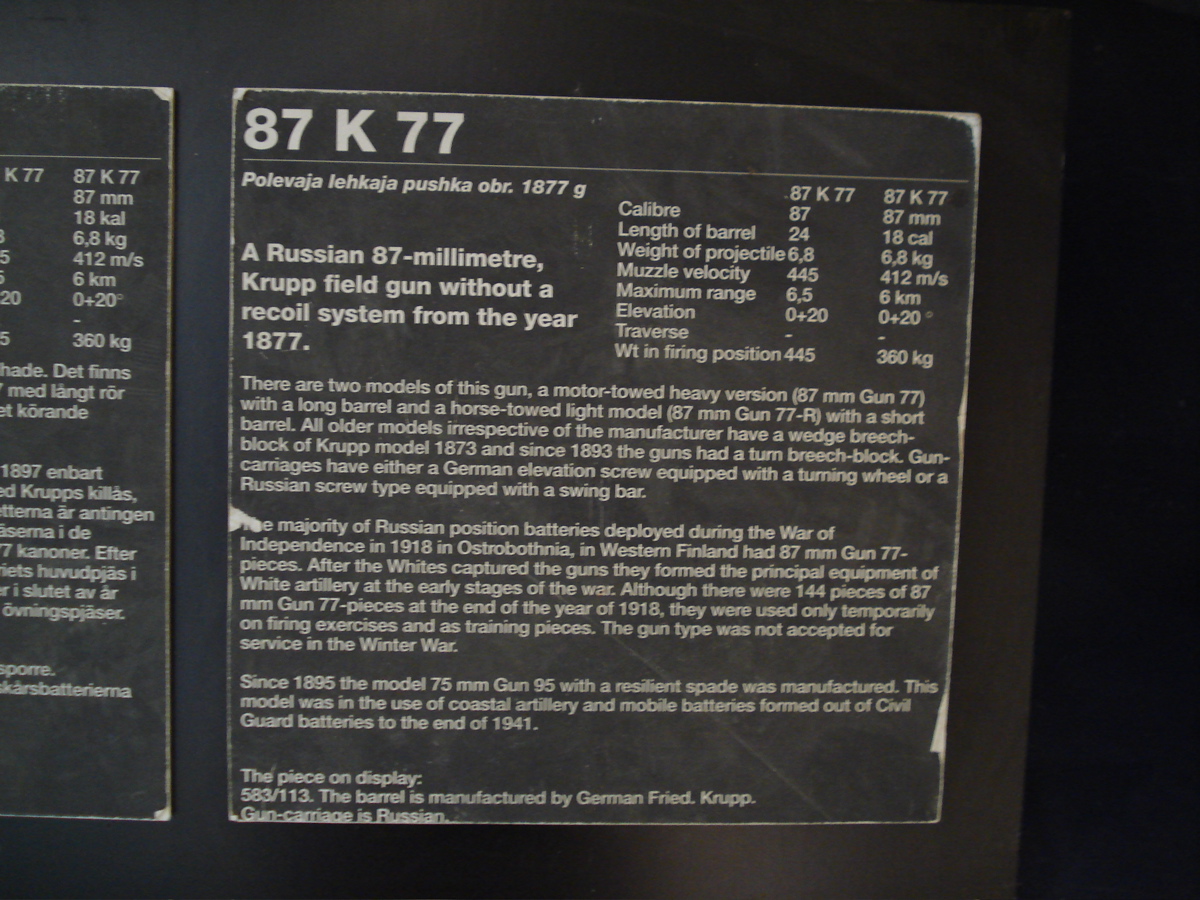 K 77 87 K 77
87 mm
18 kal
6,8 kg
5 412 m/s
6 km
20 0+20°
-
5 360 kg
hade. Det finns
7 med långt rör
et körande
1897 enbart
ed Krupps killås,
etterna är antingen
äserna i de
77 kanoner. Efter
riets huvudpjäs i
er i slutet av år
övningspjäser.
sporre.
skårsbatterierna
87 K 77
Polevaja lehkaja pushka obr. 1877 g
A Russian 87-millimetre,
Krupp field gun without a
recoil system from the year
1877.
87 K 77 87 K 77
Calibre 87 87 mm
Length of barrel 24 18 cal
Weight of projectile 6,8 6,8 kg
Muzzle velocity 445 412 m/s
Maximum range 6,5 6 km
Elevation 0+20 0+20 °
Traverse - -
Wt in firing position 445 360 kg
There are two models of this gun, a motor-towed heavy version (87 mm Gun 77)
with a long barrel and a horse-towed light model (87 mm Gun 77-R) with a short
barrel. All older models irrespective of the manufacturer have a wedge breech-
block of Krupp model 1873 and since 1893 the guns had a turn breech-block. Gun-
carriages have either a German elevation screw equipped with a turning wheel or a
Russian screw type equipped with a swing bar.
he majority of Russian position batteries deployed during the War of
Independence in 1918 in Ostrobothnia, in Western Finland had 87 mm Gun 77-
pieces. After the Whites captured the guns they formed the principal equipment of
White artillery at the early stages of the war. Although there were 144 pieces of 87
mm Gun 77-pieces at the end of the year of 1918, they were used only temporarily
on firing exercises and as training pieces. The gun type was not accepted for
service in the Winter War.
Since 1895 the model 75 mm Gun 95 with a resilient spade was manufactured. This
model was in the use of coastal artillery and mobile batteries formed out of Civil
Guard batteries to the end of 1941.
The piece on display:
583/113. The barrel is manufactured by German Fried. Krupp.
Gun-carriage is Russian.